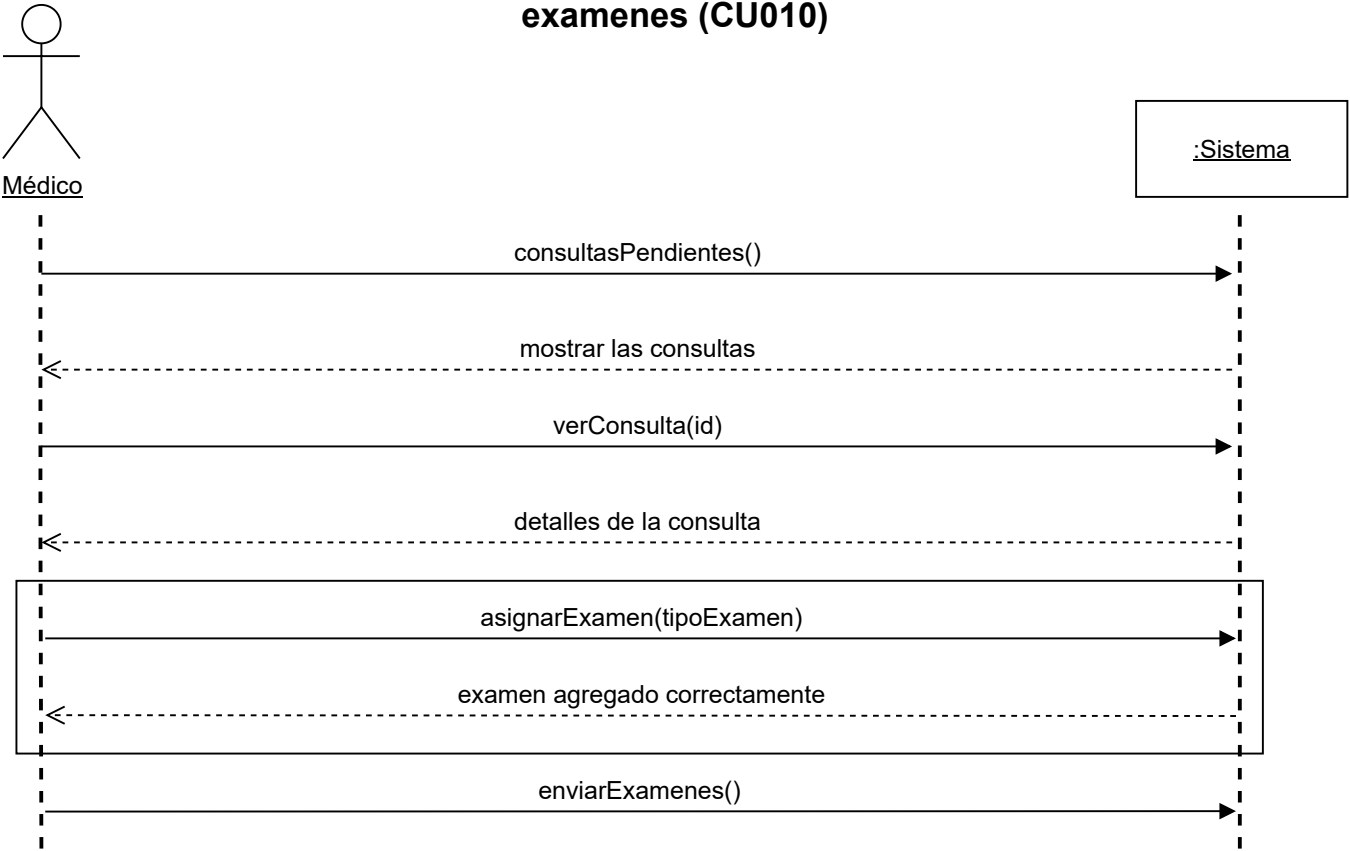 examenes (CU010)
:Sistema
Médico
consultasPendientes()
mostrar las consultas
verConsulta(id)
detalles de la consulta
asignarExamen(tipoExamen)
examen agregado correctamente
enviarExamenes()